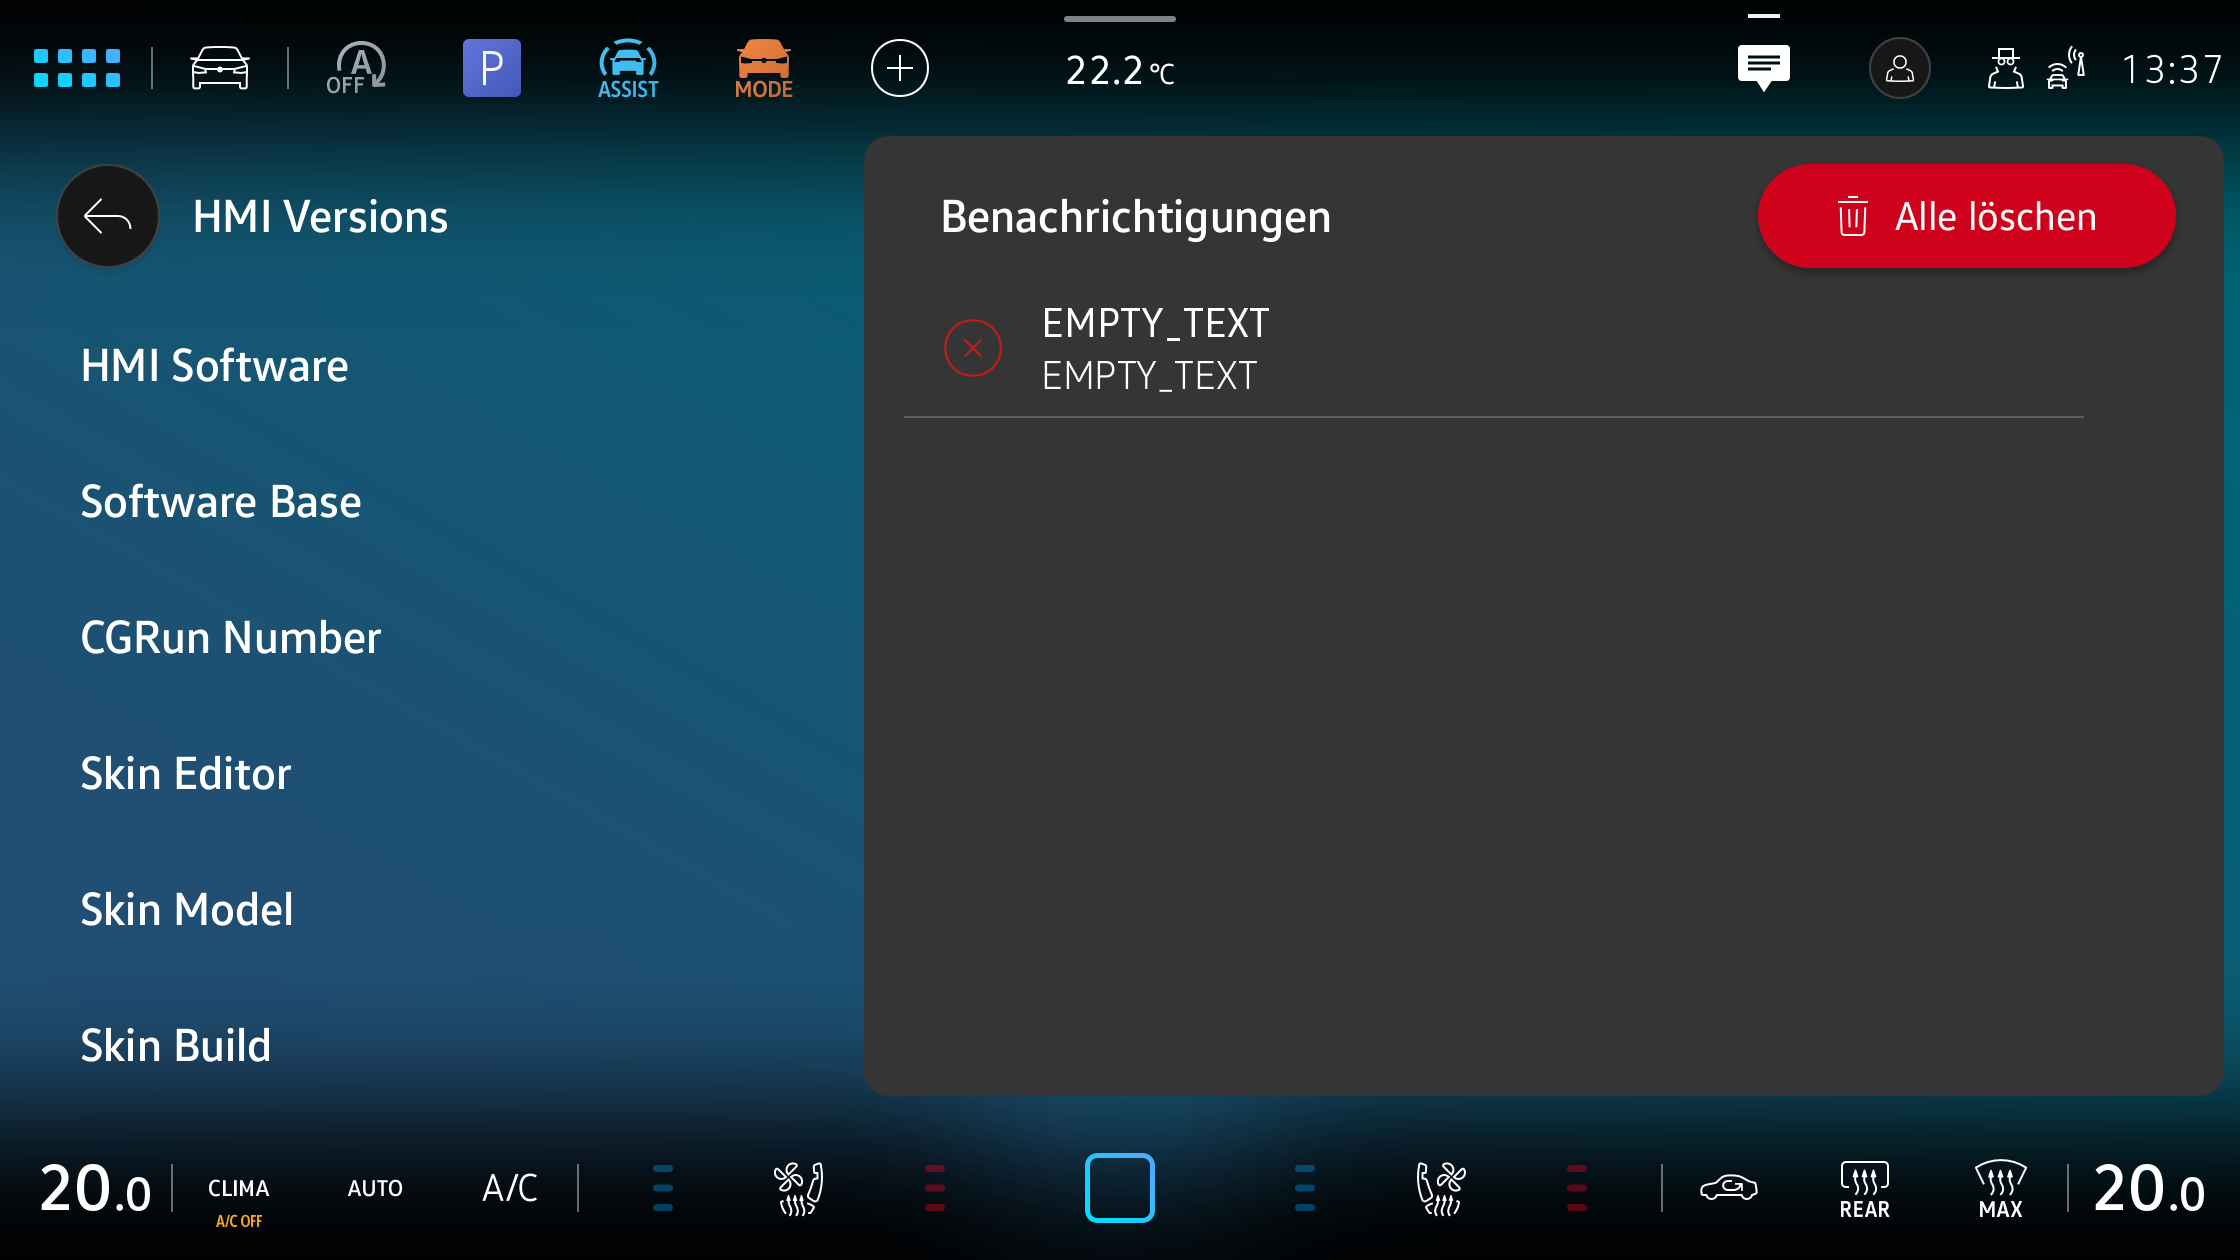 A
OFF
P
ASSIST
MODE
22.2 °C
13:37
HMI Versions
HMI Software
Software Base
CGRun Number
Skin Editor
Skin Model
Skin Build
Benachrichtigungen
Alle löschen
EMPTY_TEXT
EMPTY_TEXT
20.0
CLIMA
A/C OFF
AUTO
A/C
REAR
MAX
20.0